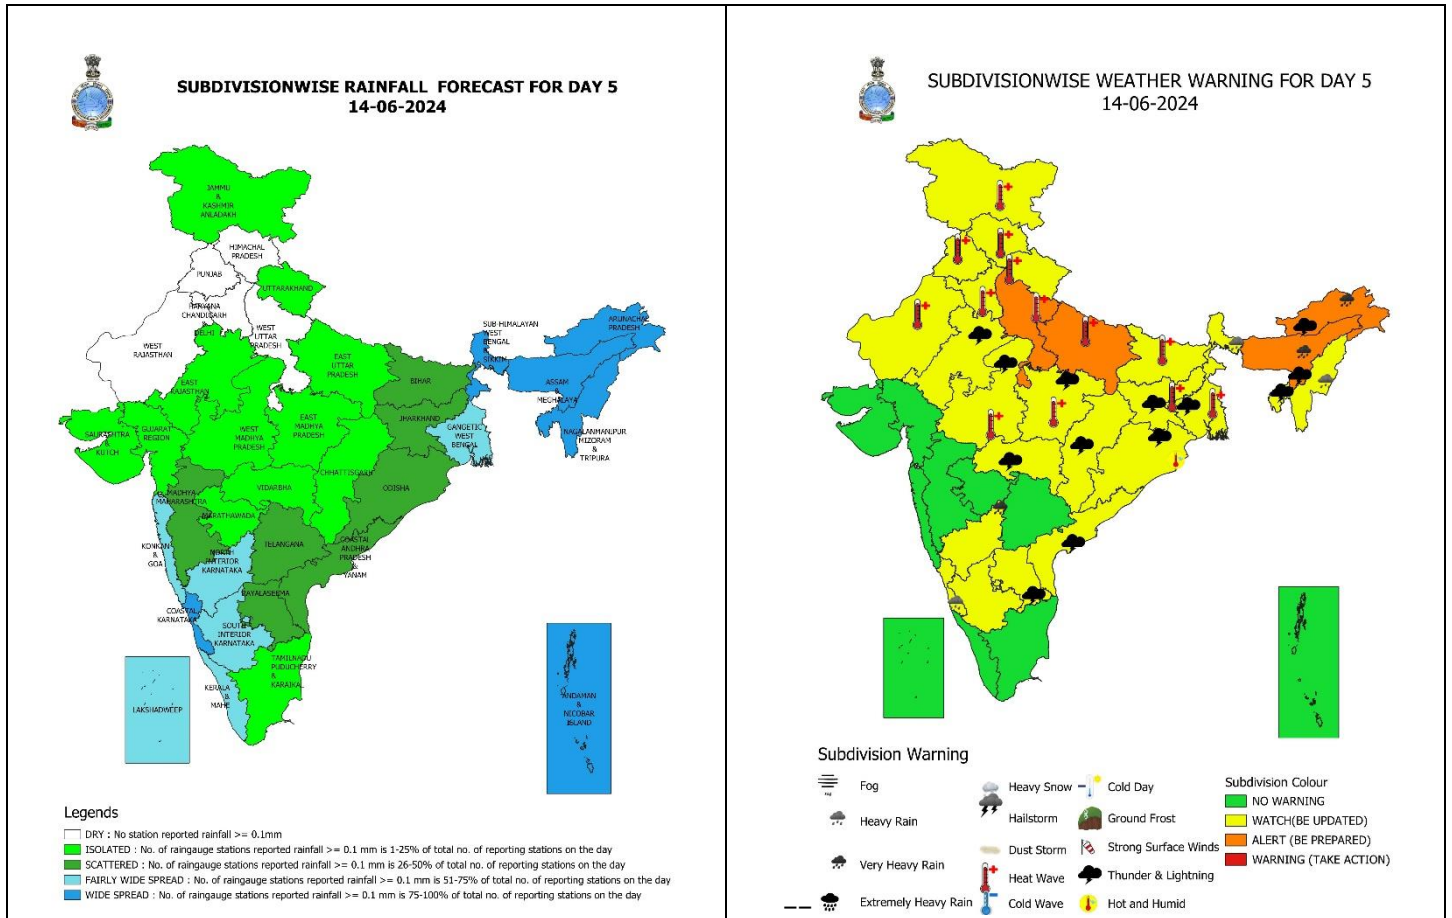 SUBDIVISIONWISE RAINFALL FORECAST FOR DAY 5
14-06-2024
JAMMU
&
KASHMIR
ANLADAKH
HIMACHAL
PRADESH
PUNJAB
UTTARAKHAND
HARYANA
CHANDIGARH
&
DELHI
WEST
UTTAR
PRADESH
WEST
RAJASTHAN
EAST
UTTAR
PRADESH
SUB-HIMALAYAN
WEST
BENGAL
&
SIKKIM
ARUNACHAL
PRADESH
ASSAM
&
MEGHALAYA
NAGALANMANIPUR
MIZORAM
&
TRIPURA
BIHAR
EAST
RAJASTHAN
JHARKHAND
GANGETIC
WEST
BENGAL
SAURASHTRA
&
KUTCH
GUJARAT
REGION
WEST
MADHYA
PRADESH
EAST
MADHYA
PRADESH
CHHATTISGARH
VIDARBHA
ODISHA
MADHYA
MAHARASHTRA
MARATHAWADA
KONKAN
&
GOA
NORTH
INTERIOR
KARNATAKA
TELANGANA
COASTAL
ANDHRA
PRADESH
&
YANAM
RAYALASEEMA
COASTAL
KARNATAKA
SOUTH
INTERIOR
KARNATAKA
TAMILNADU
PUDUCHERRY
&
KARAIKAL
KERALA
&
MAHE
LAKSHADWEEP
ANDAMAN
&
NICOBAR
ISLAND
Legends
DRY : No station reported rainfall >= 0.1mm
ISOLATED : No. of raingauge stations reported rainfall >= 0.1 mm is 1-25% of total no. of reporting stations on the day
SCATTERED : No. of raingauge stations reported rainfall >= 0.1 mm is 26-50% of total no. of reporting stations on the day
FAIRLY WIDE SPREAD : No. of raingauge stations reported rainfall >= 0.1 mm is 51-75% of total no. of reporting stations on the day
WIDE SPREAD : No. of raingauge stations reported rainfall >= 0.1 mm is 75-100% of total no. of reporting stations on the day
SUBDIVISIONWISE WEATHER WARNING FOR DAY 5
14-06-2024
Subdivision Warning
Fog
Heavy Rain
Very Heavy Rain
Extremely Heavy Rain
Heavy Snow
Hailstorm
Dust Storm
Heat Wave
Cold Wave
Cold Day
Ground Frost
Strong Surface Winds
Thunder & Lightning
Hot and Humid
Subdivision Colour
NO WARNING
WATCH(BE UPDATED)
ALERT (BE PREPARED)
WARNING (TAKE ACTION)